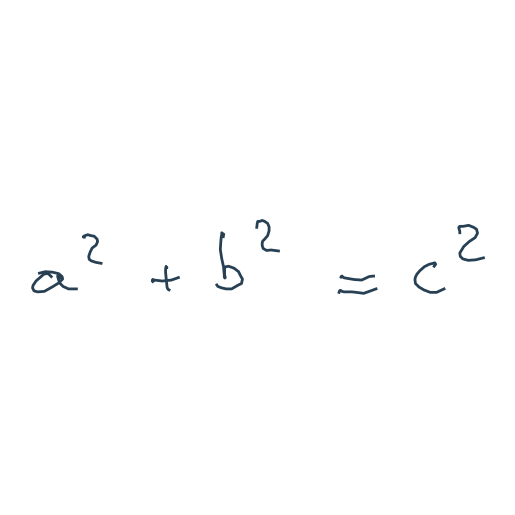 a² + b² = c²